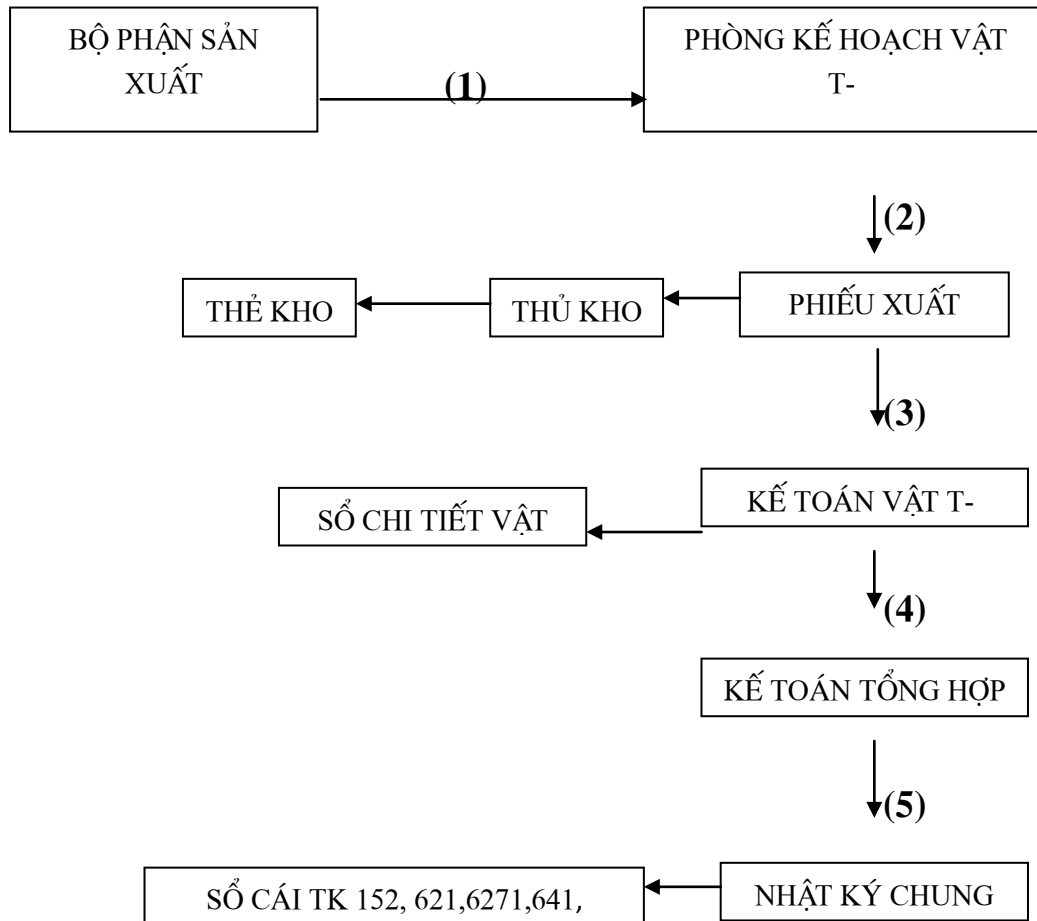 BỘ PHẬN SẢN
XUẤT
(1)
PHÒNG KẾ HOẠCH VẬT
T-
(2)
THẺ KHO
THỦ KHO
PHIẾU XUẤT
(3)
SỔ CHI TIẾT VẬT
KẾ TOÁN VẬT T-
(4)
KẾ TOÁN TỔNG HỢP
(5)
SỔ CÁI TK 152, 621,6271,641,
NHẬT KÝ CHUNG